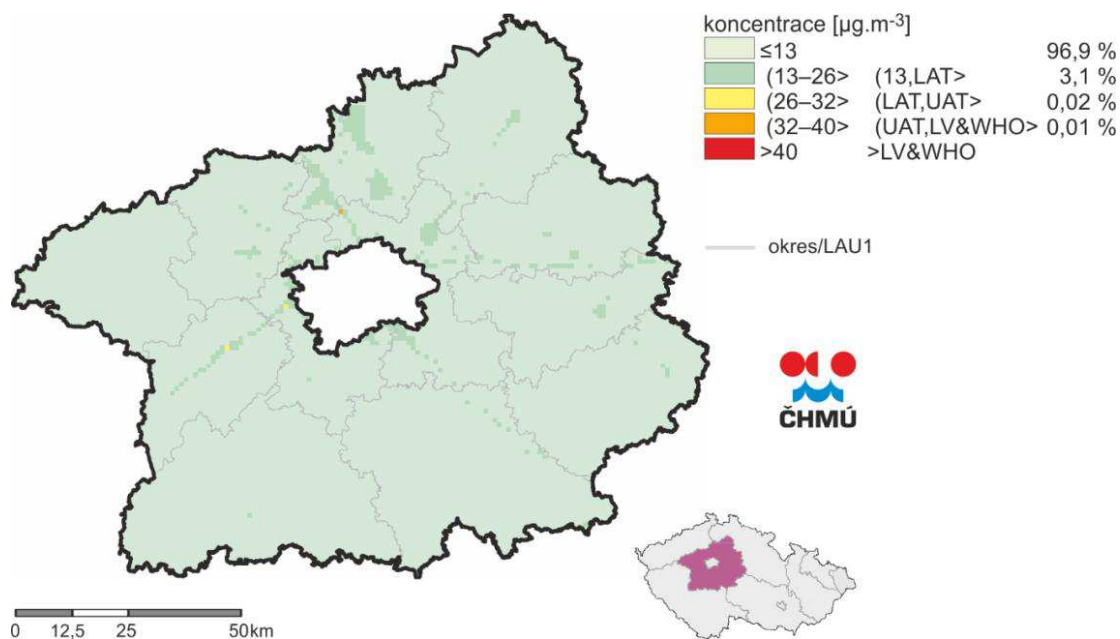 koncentrace [µg.m-3]
≤13 96,9 %
(13–26> (13,LAT> 3,1 %
(26–32> (LAT,UAT> 0,02 %
(32–40> (UAT,LV&WHO> 0,01 %
>40 >LV&WHO
okres/LAU1
ČHMÚ
0 12,5 25 50km